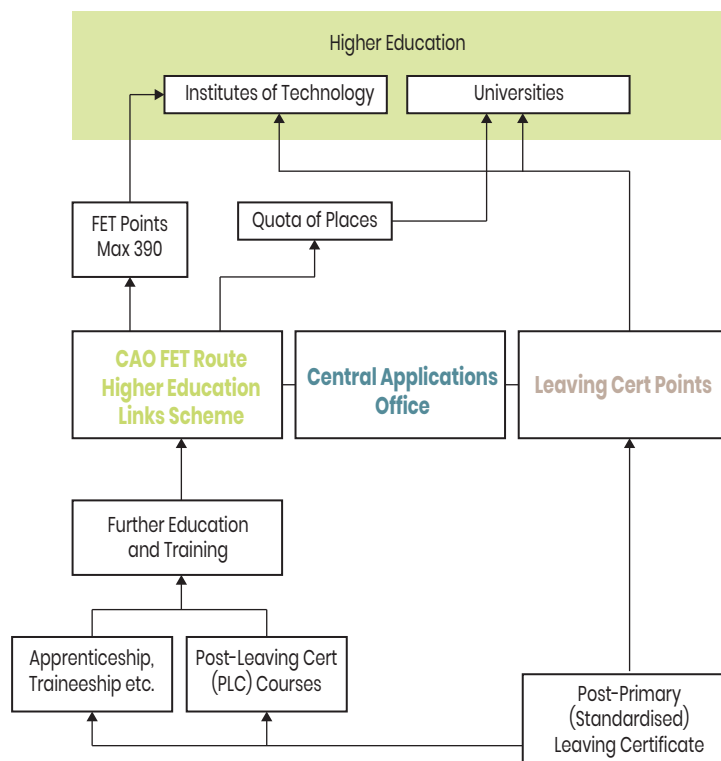 Higher Education
Institutes of Technology
Universities
FET Points
Max 390
Quota of Places
CAO FET Route
Higher Education
Links Scheme
Central Applications
Office
Leaving Cert Points
Further Education
and Training
Apprenticeship,
Traineeship etc.
Post-Leaving Cert
(PLC) Courses
Post-Primary
(Standardised)
Leaving Certificate